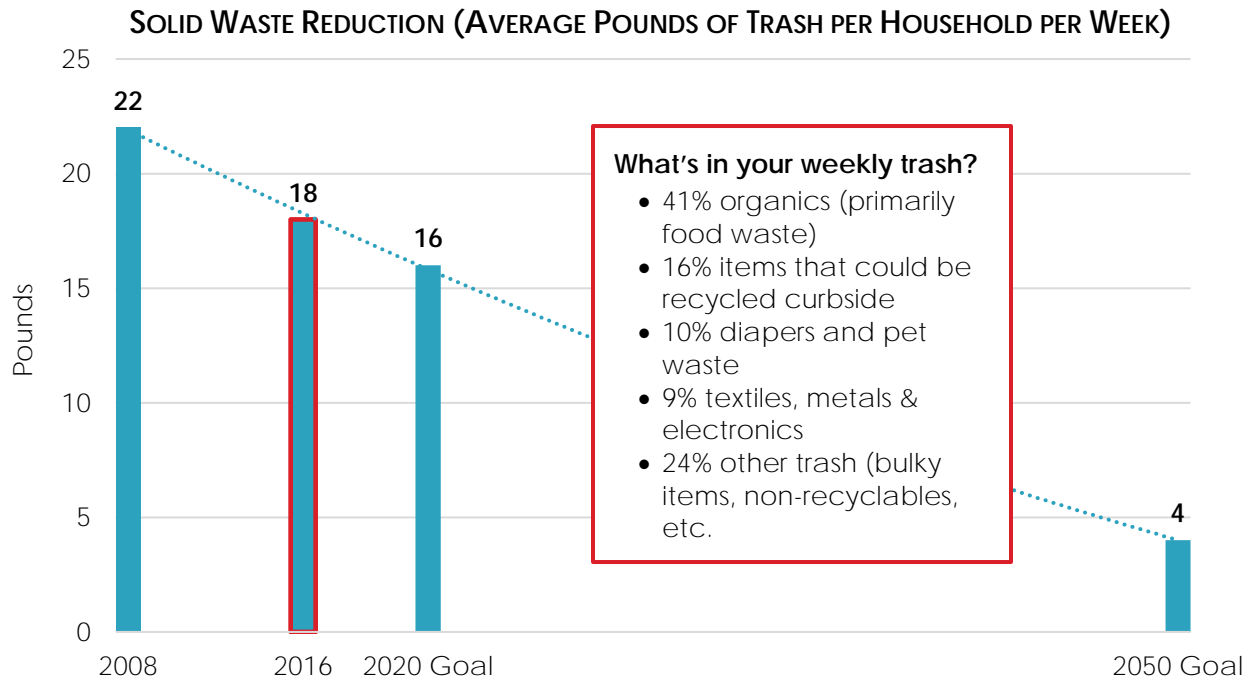 SOLID WASTE REDUCTION (AVERAGE POUNDS OF TRASH PER HOUSEHOLD PER WEEK)
25
20
15
10
5
0
Pounds
22
18
16
4
What's in your weekly trash?
• 41% organics (primarily
food waste)
• 16% items that could be
recycled curbside
• 10% diapers and pet
waste
• 9% textiles, metals &
electronics
• 24% other trash (bulky
items, non-recyclables,
etc.
2008
2016
2020 Goal
2050 Goal